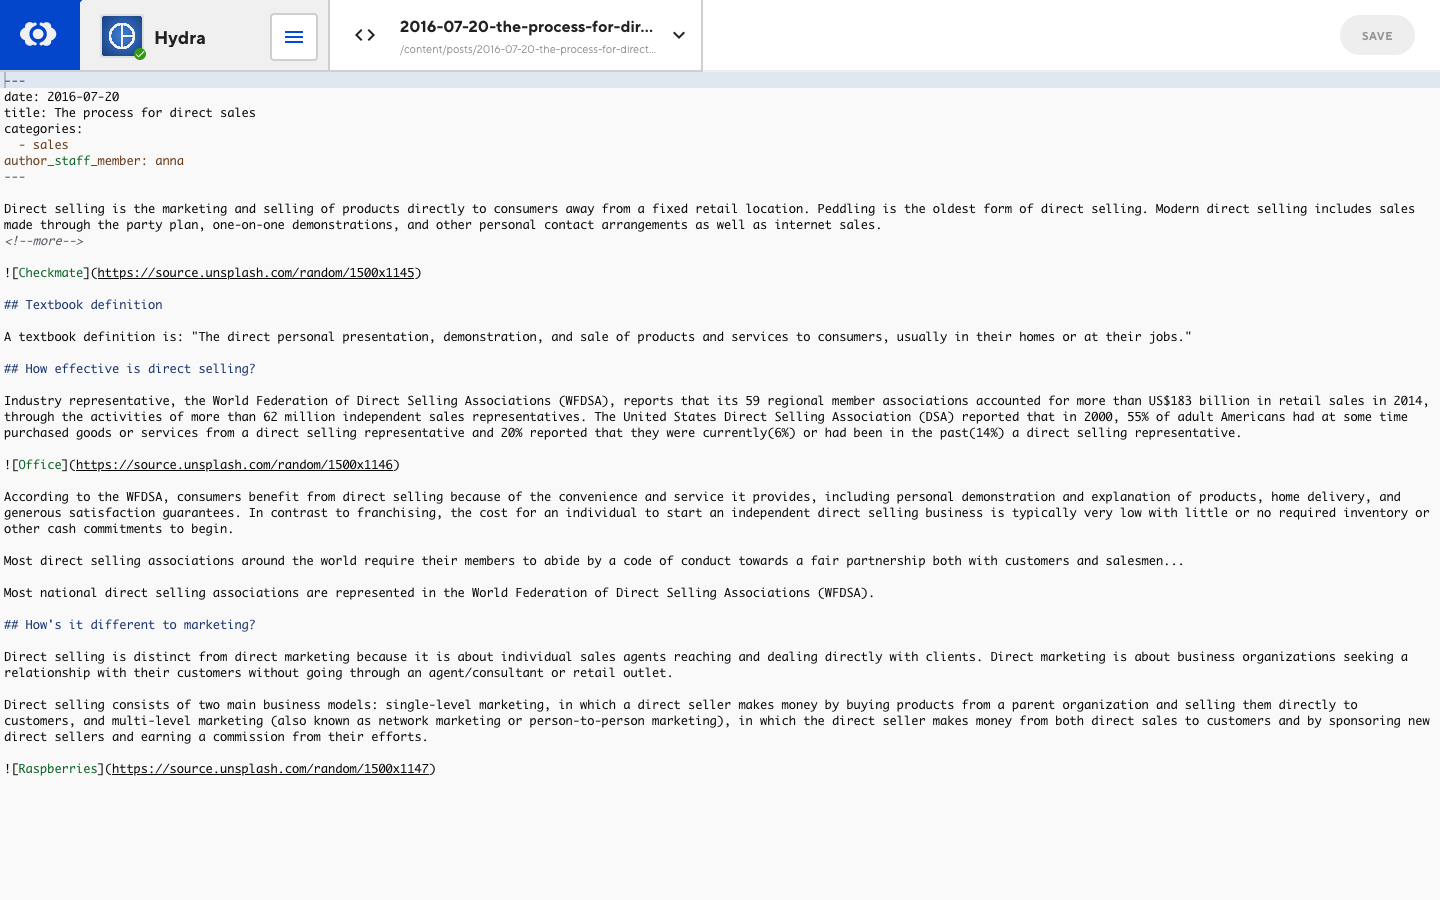 Hydra
2016-07-20-the-process-for-dir...
/content/posts/2016-07-20-the-process-for-direct...
SAVE
---
date: 2016-07-20
title: The process for direct sales
categories:
  - sales
author_staff_member: anna
---
Direct selling is the marketing and selling of products directly to consumers away from a fixed retail location. Peddling is the oldest form of direct selling. Modern direct selling includes sales
made through the party plan, one-on-one demonstrations, and other personal contact arrangements as well as internet sales.
<!--more-->
![Checkmate](https://source.unsplash.com/random/1500x1145)
## Textbook definition
A textbook definition is: "The direct personal presentation, demonstration, and sale of products and services to consumers, usually in their homes or at their jobs."
## How effective is direct selling?
Industry representative, the World Federation of Direct Selling Associations (WFDSA), reports that its 59 regional member associations accounted for more than US$183 billion in retail sales in 2014,
through the activities of more than 62 million independent sales representatives. The United States Direct Selling Association (DSA) reported that in 2000, 55% of adult Americans had at some time
purchased goods or services from a direct selling representative and 20% reported that they were currently(6%) or had been in the past(14%) a direct selling representative.
![Office](https://source.unsplash.com/random/1500x1146)
According to the WFDSA, consumers benefit from direct selling because of the convenience and service it provides, including personal demonstration and explanation of products, home delivery, and
generous satisfaction guarantees. In contrast to franchising, the cost for an individual to start an independent direct selling business is typically very low with little or no required inventory or
other cash commitments to begin.
Most direct selling associations around the world require their members to abide by a code of conduct towards a fair partnership both with customers and salesmen...
Most national direct selling associations are represented in the World Federation of Direct Selling Associations (WFDSA).
## How's it different to marketing?
Direct selling is distinct from direct marketing because it is about individual sales agents reaching and dealing directly with clients. Direct marketing is about business organizations seeking a
relationship with their customers without going through an agent/consultant or retail outlet.
Direct selling consists of two main business models: single-level marketing, in which a direct seller makes money by buying products from a parent organization and selling them directly to
customers, and multi-level marketing (also known as network marketing or person-to-person marketing), in which the direct seller makes money from both direct sales to customers and by sponsoring new
direct sellers and earning a commission from their efforts.
![Raspberries](https://source.unsplash.com/random/1500x1147)